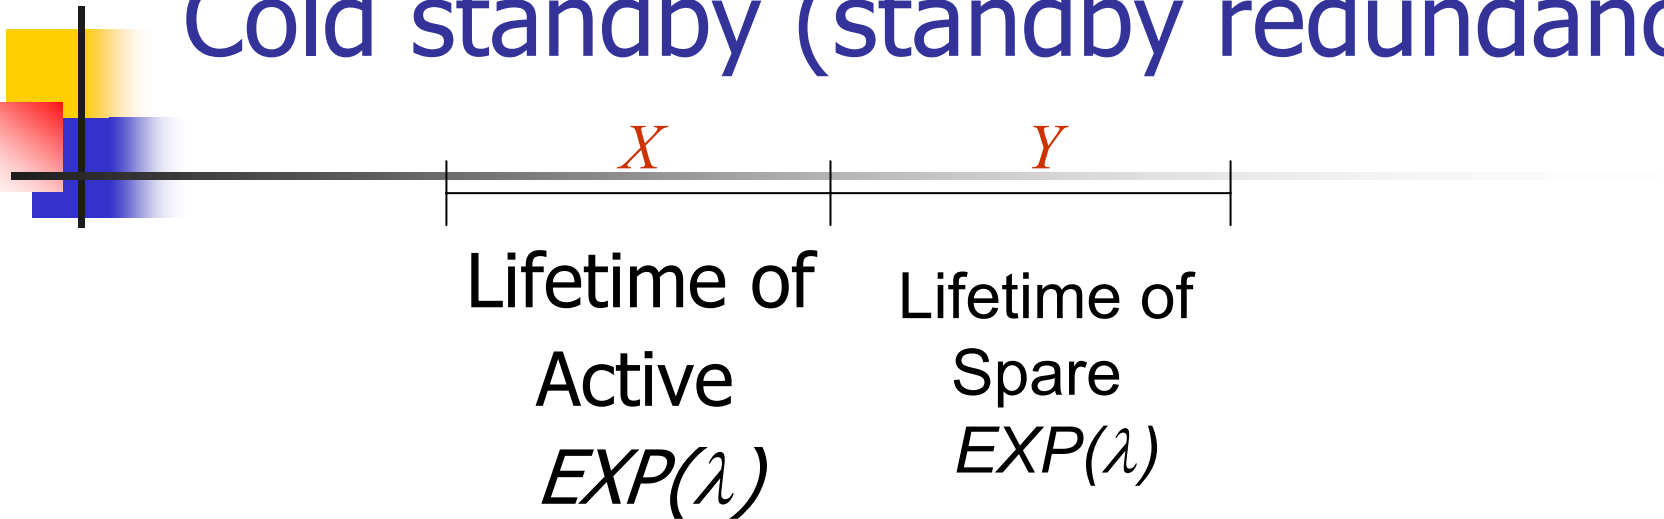 Cold standby (standby redundanc
X Y
Lifetime of
Active
EXP(λ)
Lifetime of
Spare
EXP(λ)